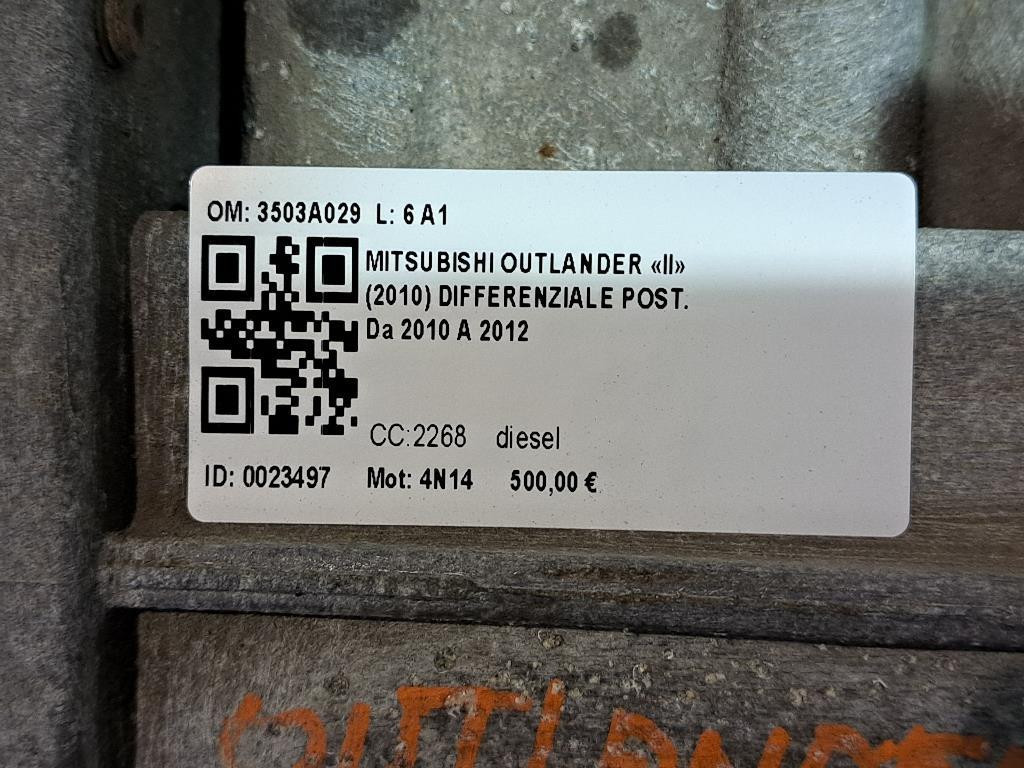 OM: 3503A029 L: 6 A1
MITSUBISHI OUTLANDER «II»
(2010) DIFFERENZIALE POST.
Da 2010 A 2012
CC:2268 diesel
ID: 0023497 Mot: 4N14 500,00 €